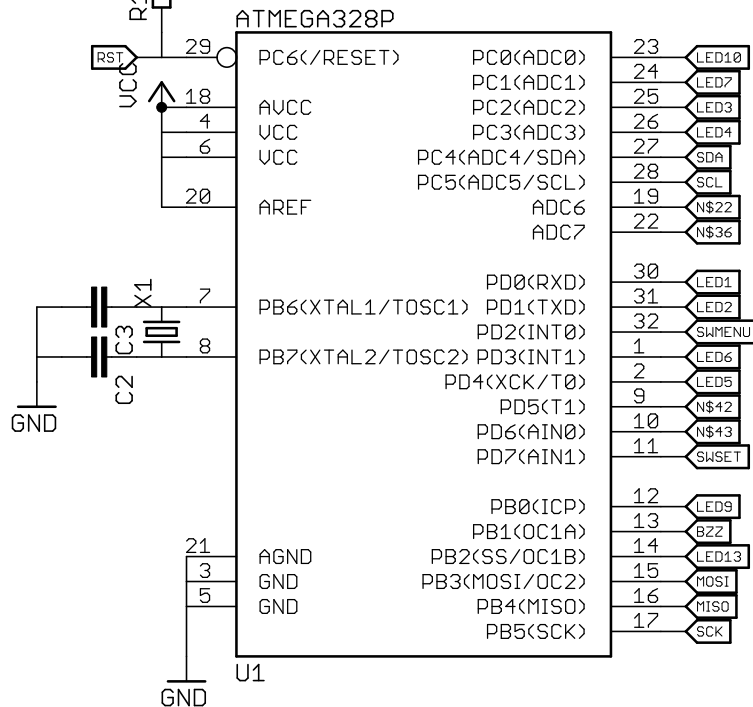 ATMEGA328P
RST 29 PC6(/RESET) PC0(ADC0) 23 LED10
VCC
PC1(ADC1) 24 LED7
18 AVCC PC2(ADC2) 25 LED3
4 VCC PC3(ADC3) 26 LED4
6 VCC PC4(ADC4/SDA) 27 SDA
PC5(ADC5/SCL) 28 SCL
20 AREF ADC6 19 N$22
ADC7 22 N$36
PD0(RXD) 30 LED1
X1 7 PB6(XTAL1/TOSC1) PD1(TXD) 31 LED2
C3 PD2(INT0) 32 SWMENU
8 PB7(XTAL2/TOSC2) PD3(INT1) 1 LED6
C2 PD4(XCK/T0) 2 LED5
GND PD5(T1) 9 N$42
PD6(AIN0) 10 N$43
PD7(AIN1) 11 SWSET
PB0(ICP) 12 LED9
PB1(OC1A) 13 BZZ
21 AGND PB2(SS/OC1B) 14 LED13
3 GND PB3(MOSI/OC2) 15 MOSI
5 GND PB4(MISO) 16 MISO
PB5(SCK) 17 SCK
U1
GND